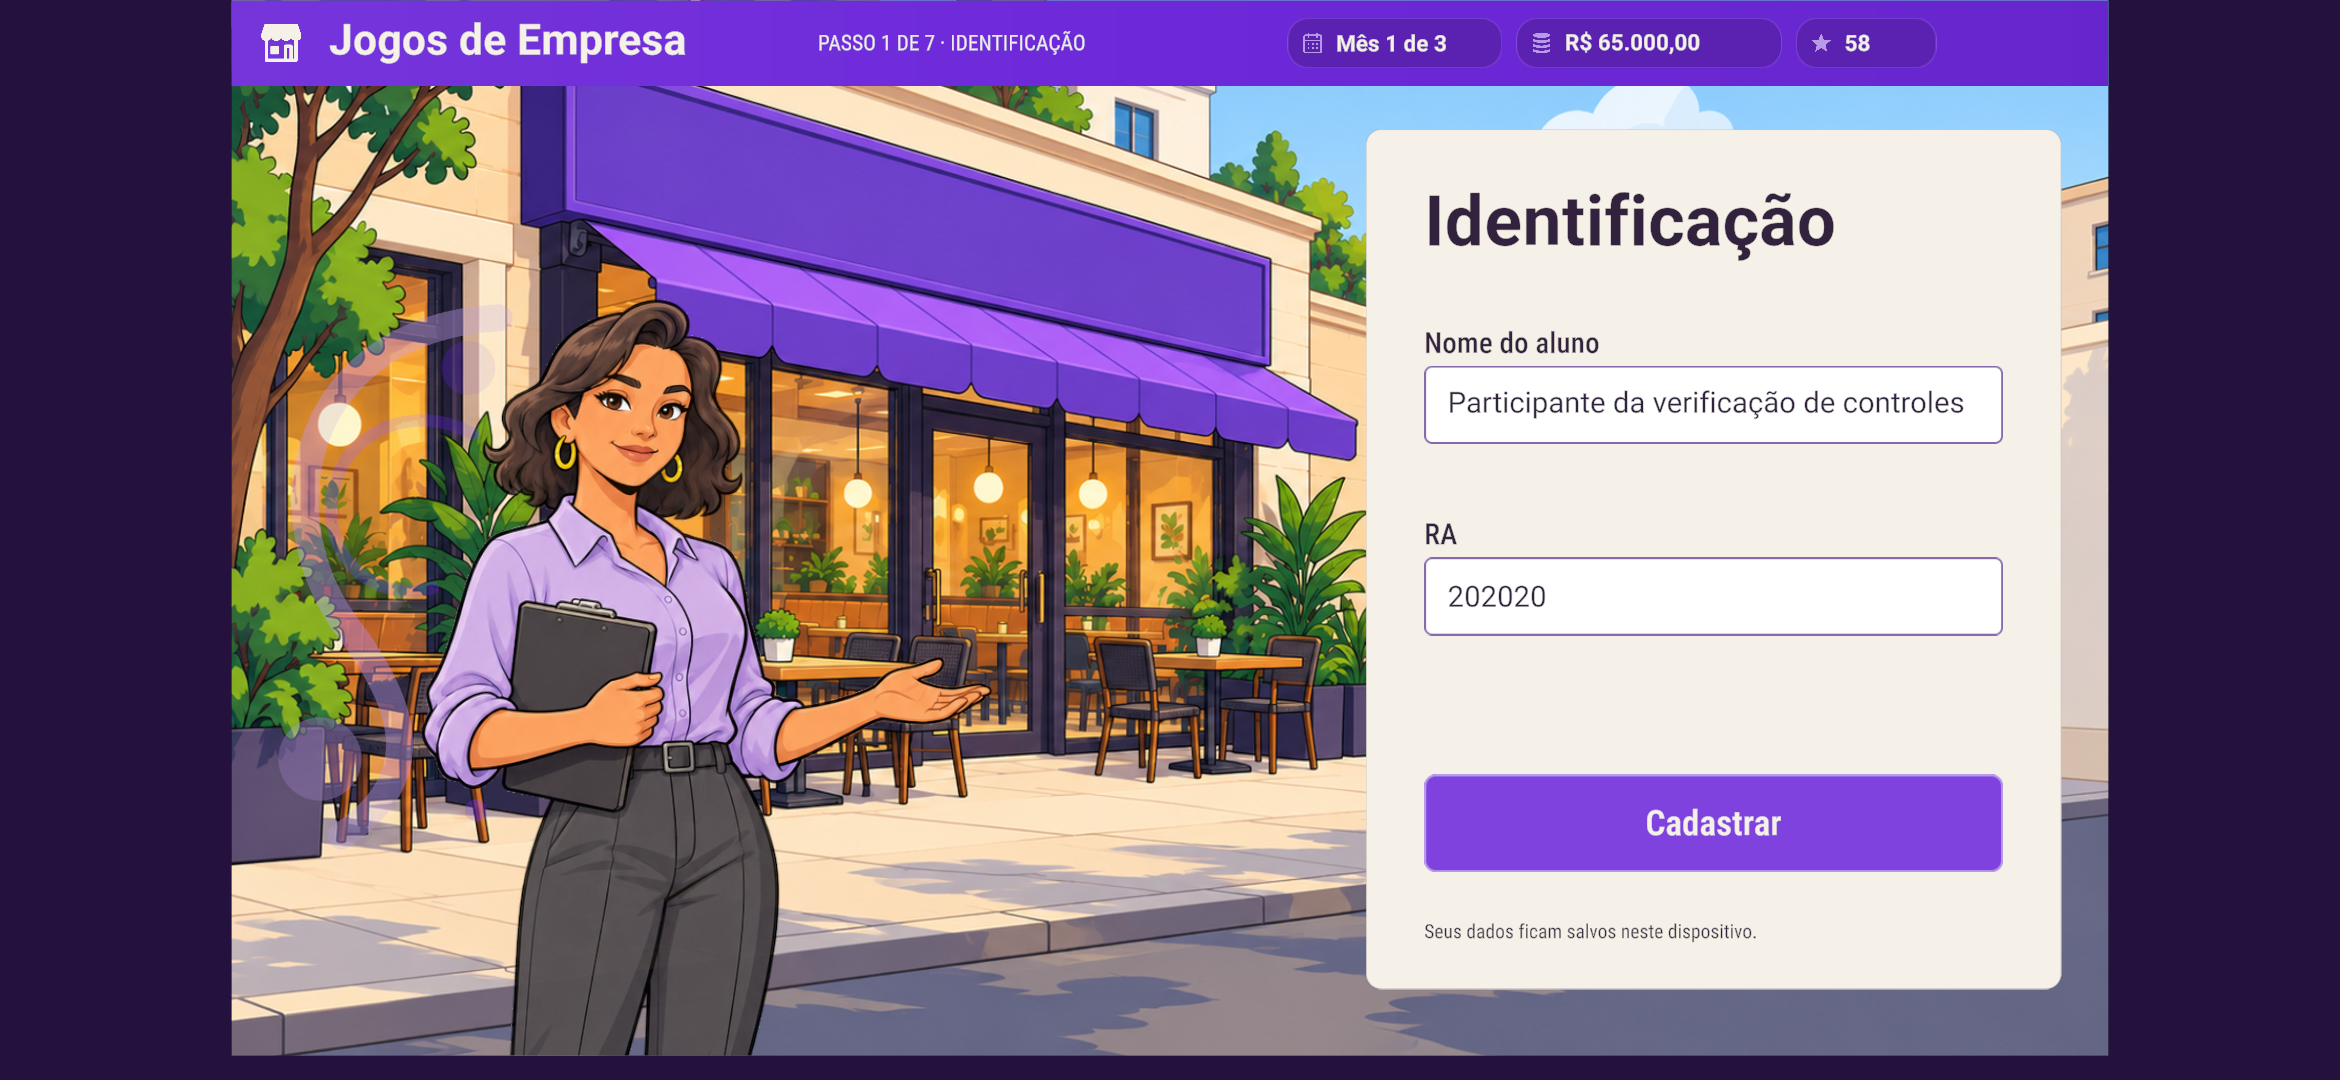 Jogos de Empresa
PASSO 1 DE 7 · IDENTIFICAÇÃO
Mês 1 de 3
R$ 65.000,00
58
Identificação
Nome do aluno
Participante da verificação de controles
RA
202020
Cadastrar
Seus dados ficam salvos neste dispositivo.